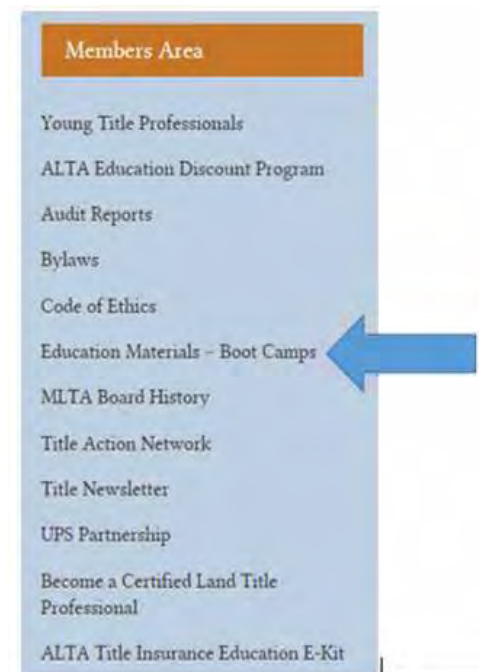 Members Area
Young Title Professionals
ALTA Education Discount Program
Audit Reports
Bylaws
Code of Ethics
Education Materials – Boot Camps
MLTA Board History
Title Action Network
Title Newsletter
UPS Partnership
Become a Certified Land Title
Professional
ALTA Title Insurance Education E-Kit